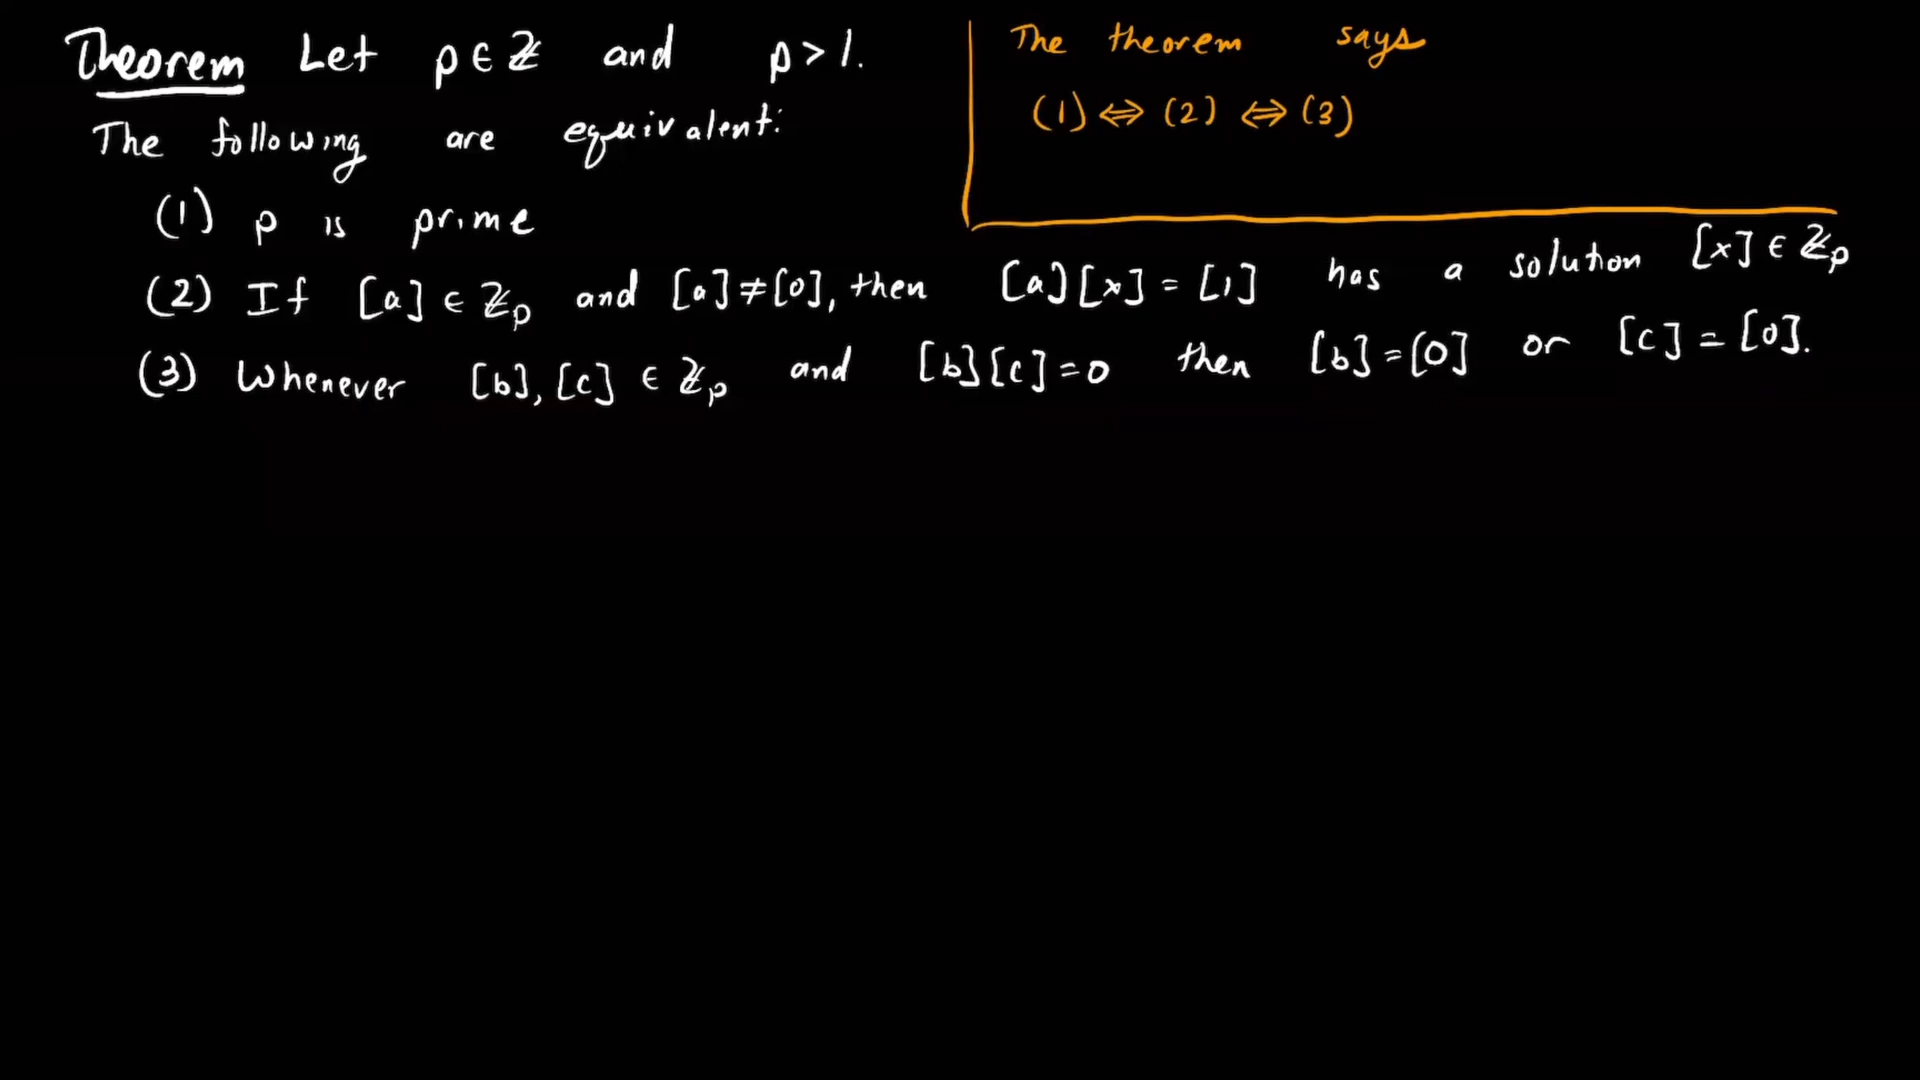 Theorem Let p ∈ ℤ and p > 1.
The following are equivalent:
(1) p is prime
(2) If [a] ∈ ℤp and [a] ≠ [0], then [a][x] = [1] has a solution [x] ∈ ℤp
(3) Whenever [b], [c] ∈ ℤp and [b][c] = 0 then [b] = [0] or [c] = [0].
The theorem says
(1) ⇔ (2) ⇔ (3)